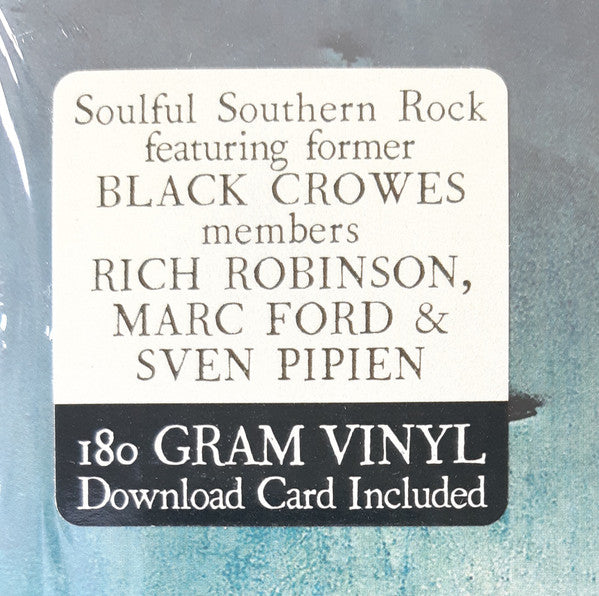 Soulful Southern Rock
featuring former
BLACK CROWES
members
RICH ROBINSON,
MARC FORD &
SVEN PIPIEN
180 GRAM VINYL
Download Card Included